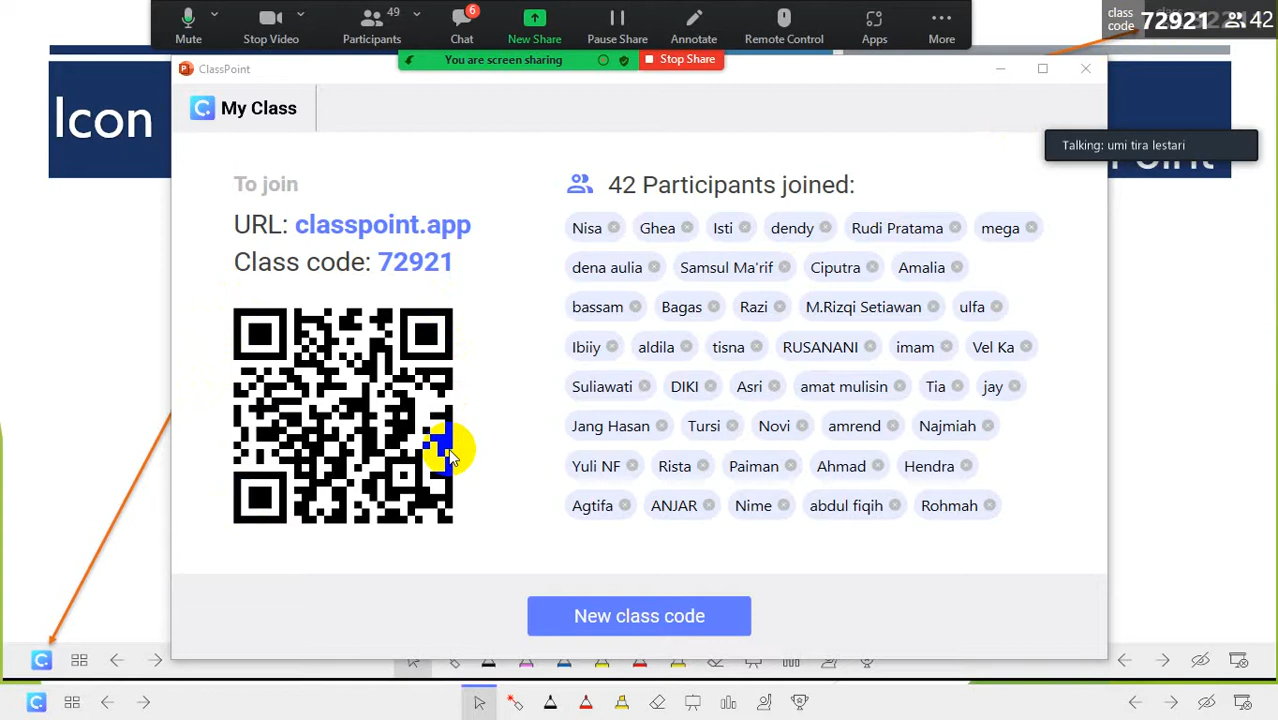 Mute
Stop Video
49
Participants
6
Chat
New Share
Pause Share
Annotate
Remote Control
Apps
More
class code 72921 42
You are screen sharing
Stop Share
ClassPoint
My Class
Icon
Talking: umi tira lestari
To join
URL: classpoint.app
Class code: 72921
42 Participants joined:
Nisa Ghea Isti dendy Rudi Pratama mega
dena aulia Samsul Ma'rif Ciputra Amalia
bassam Bagas Razi M.Rizqi Setiawan ulfa
Ibiiy aldila tisna RUSANANI imam Vel Ka
Suliawati DIKI Asri amat mulisin Tia jay
Jang Hasan Tursi Novi amrend Najmiah
Yuli NF Rista Paiman Ahmad Hendra
Agtifa ANJAR Nime abdul fiqih Rohmah
New class code